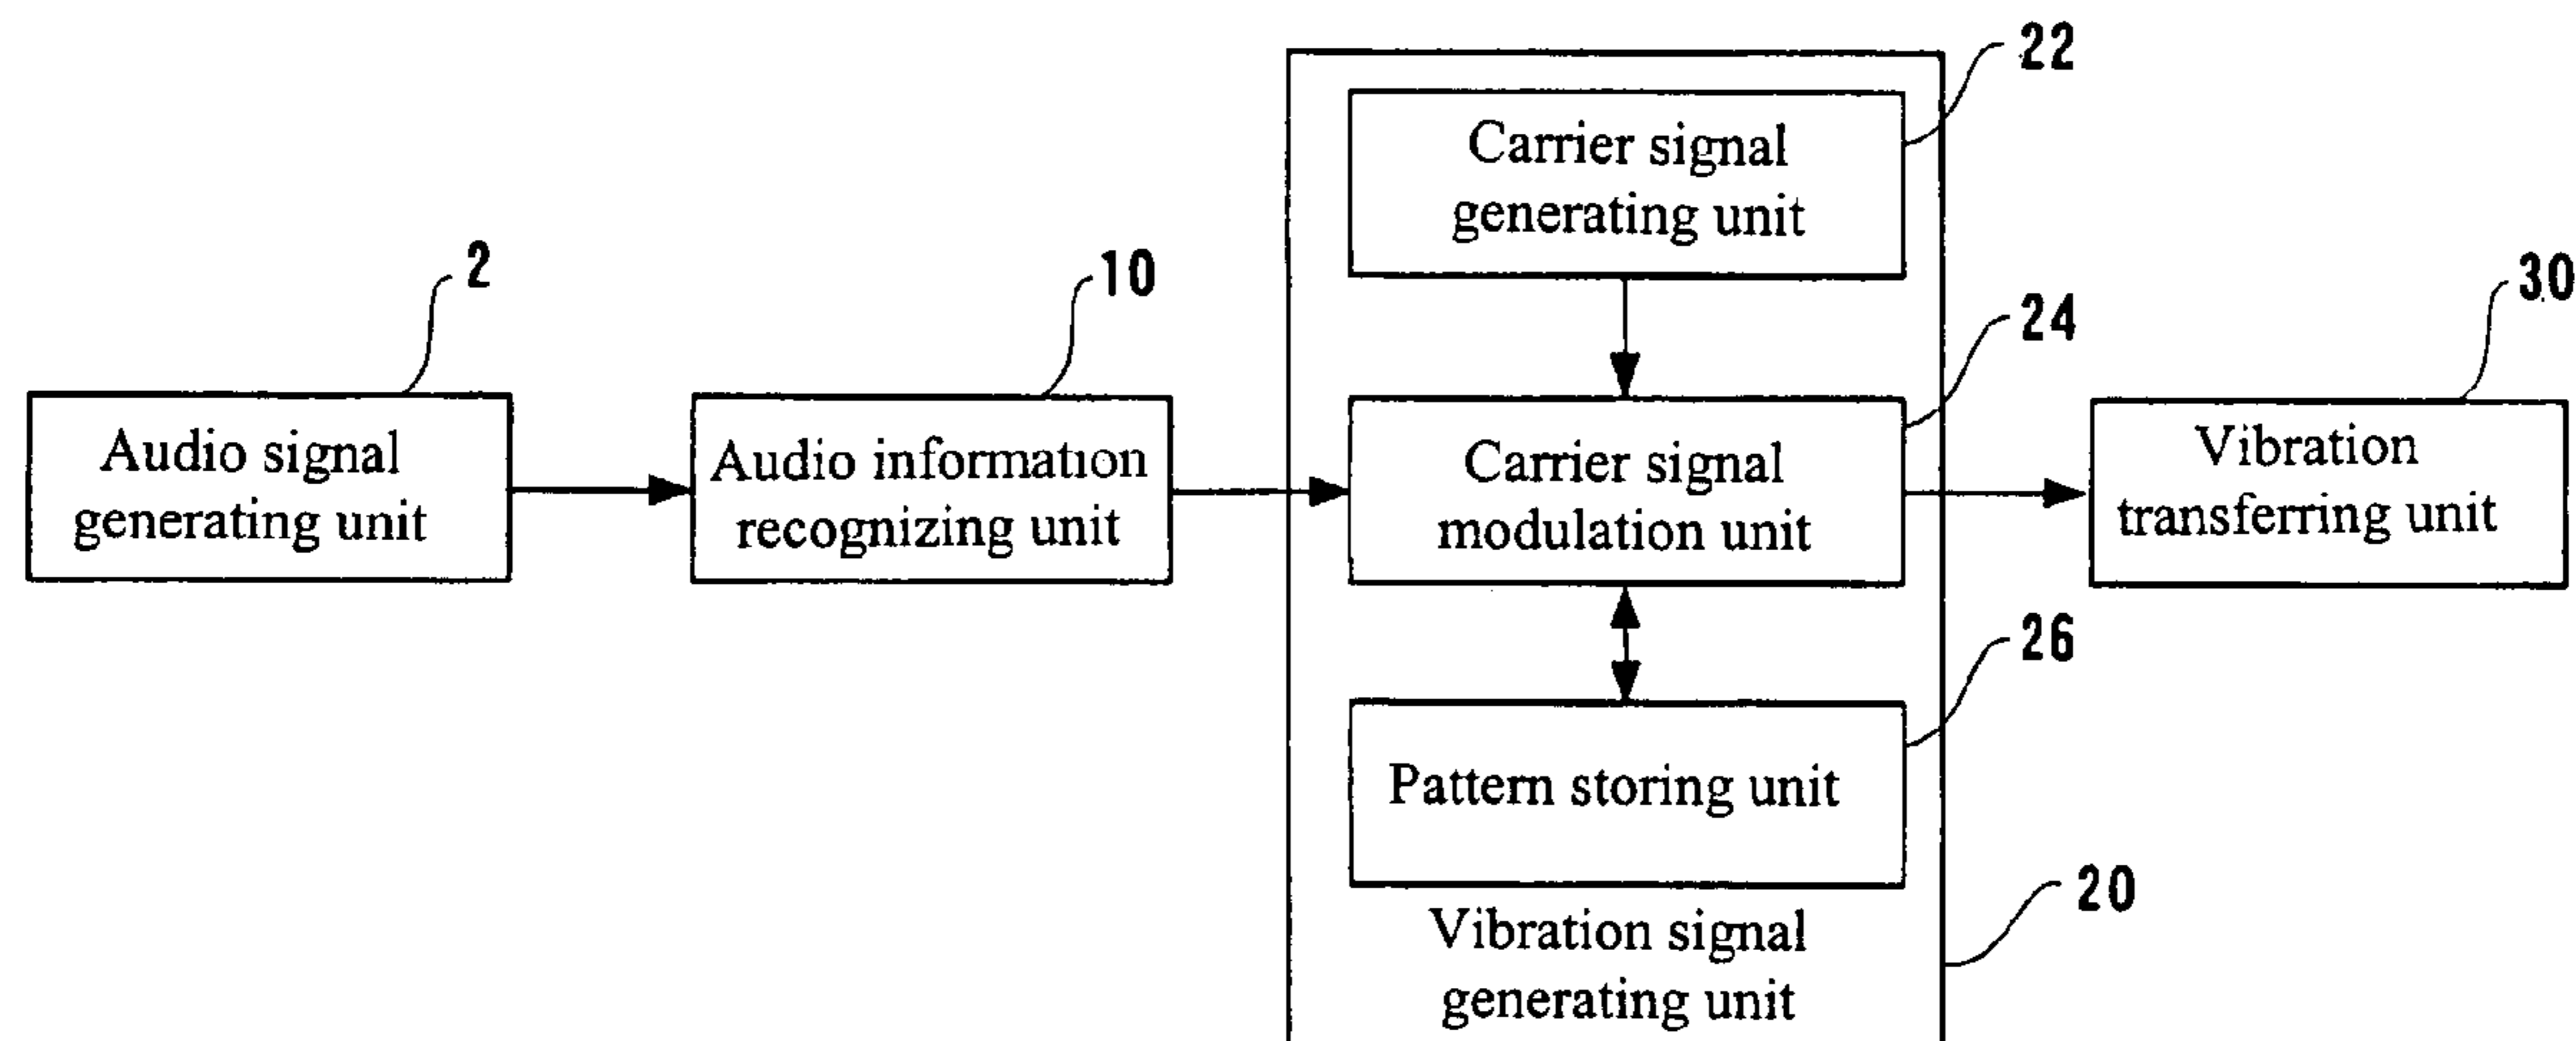 22
Carrier signal
generating unit
2
10
24
30
Audio signal
generating unit
Audio information
recognizing unit
Carrier signal
modulation unit
Vibration
transferring unit
26
Pattern storing unit
20
Vibration signal
generating unit